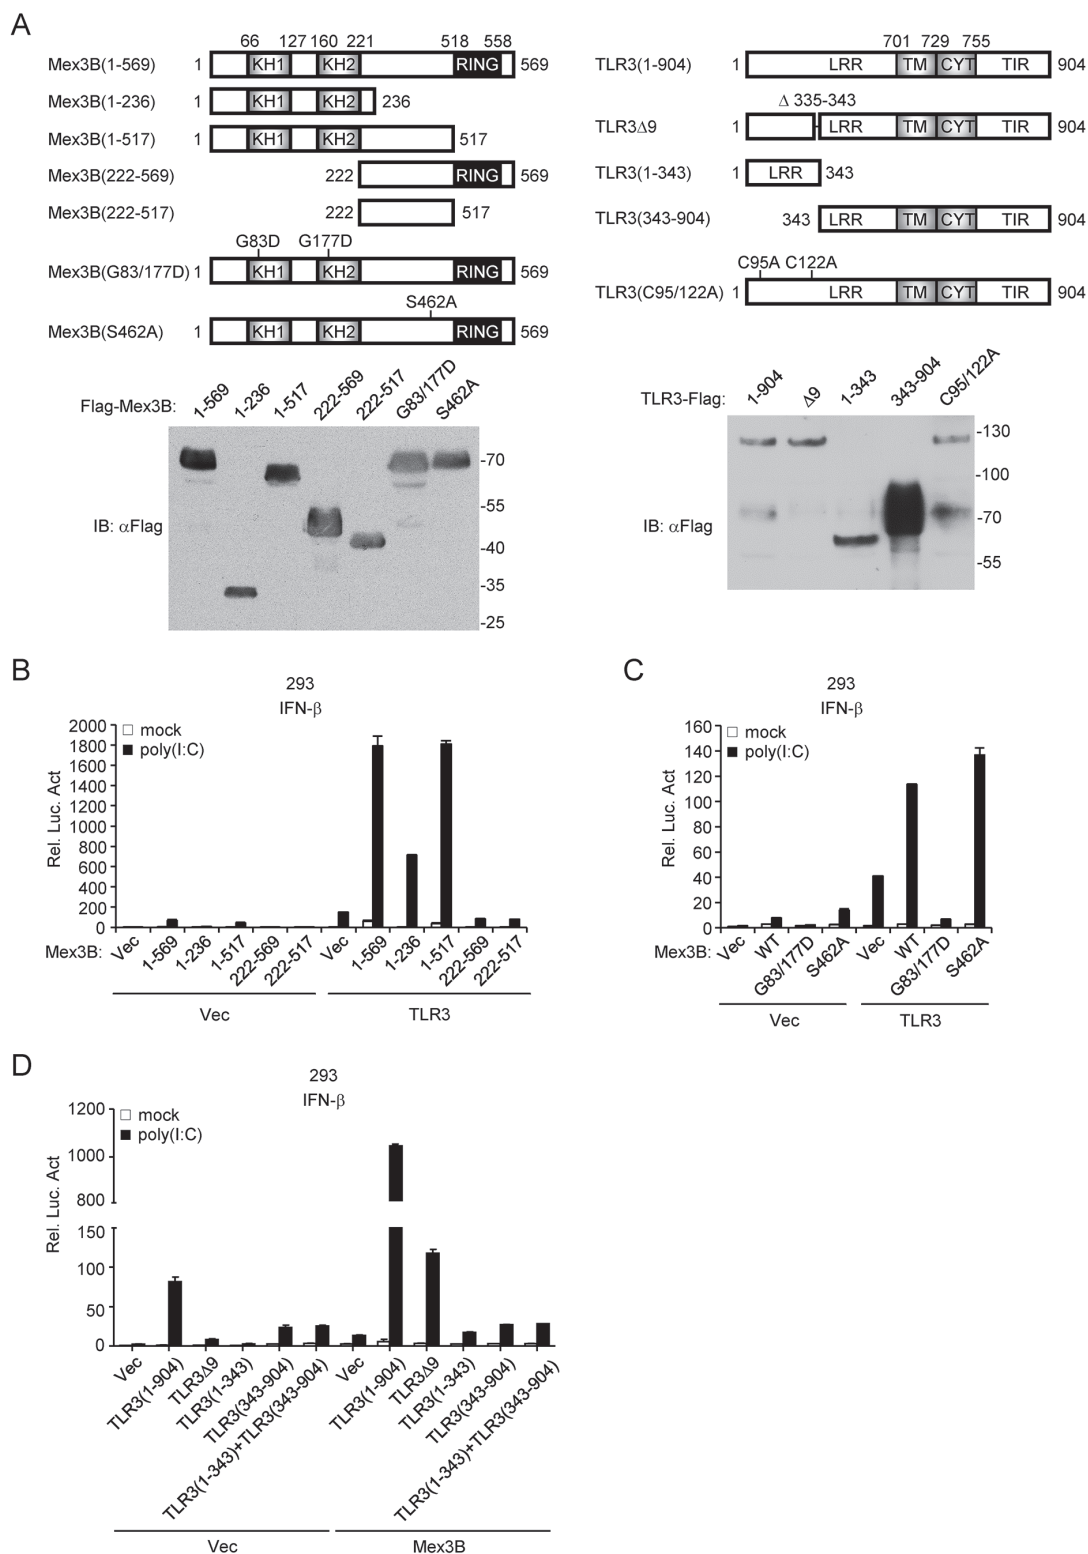 A
66 127 160 221 518 558
Mex3B(1-569) 1 KH1 KH2 RING 569
Mex3B(1-236) 1 KH1 KH2 236
Mex3B(1-517) 1 KH1 KH2 517
Mex3B(222-569) 222 RING 569
Mex3B(222-517) 222 517
G83D G177D
Mex3B(G83/177D) 1 KH1 KH2 RING 569
S462A
Mex3B(S462A) 1 KH1 KH2 RING 569
701 729 755
TLR3(1-904) 1 LRR TM CYT TIR 904
Δ 335-343
TLR3Δ9 1 LRR TM CYT TIR 904
TLR3(1-343) 1 LRR 343
TLR3(343-904) 343 LRR TM CYT TIR 904
C95A C122A
TLR3(C95/122A) 1 LRR TM CYT TIR 904
Flag-Mex3B: 1-569 1-236 1-517 222-569 222-517 G83/177D S462A
IB: αFlag
-70
-55
-40
-35
-25
TLR3-Flag: 1-904 Δ9 1-343 343-904 C95/122A
IB: αFlag
-130
-100
-70
-55
B
293
IFN-β
mock
poly(I:C)
Rel. Luc. Act
2000
1800
1600
1400
1200
1000
800
600
400
200
0
Mex3B: Vec 1-569 1-236 1-517 222-569 222-517 Vec 1-569 1-236 1-517 222-569 222-517
Vec TLR3
C
293
IFN-β
mock
poly(I:C)
Rel. Luc. Act
160
140
120
100
80
60
40
20
0
Mex3B: Vec WT G83/177D S462A Vec WT G83/177D S462A
Vec TLR3
D
293
IFN-β
mock
poly(I:C)
Rel. Luc. Act
1200
1000
800
150
100
50
0
Vec TLR3(1-904) TLR3Δ9 TLR3(1-343) TLR3(343-904) TLR3(1-343)+TLR3(343-904) Vec TLR3(1-904) TLR3Δ9 TLR3(1-343) TLR3(343-904) TLR3(1-343)+TLR3(343-904)
Vec Mex3B